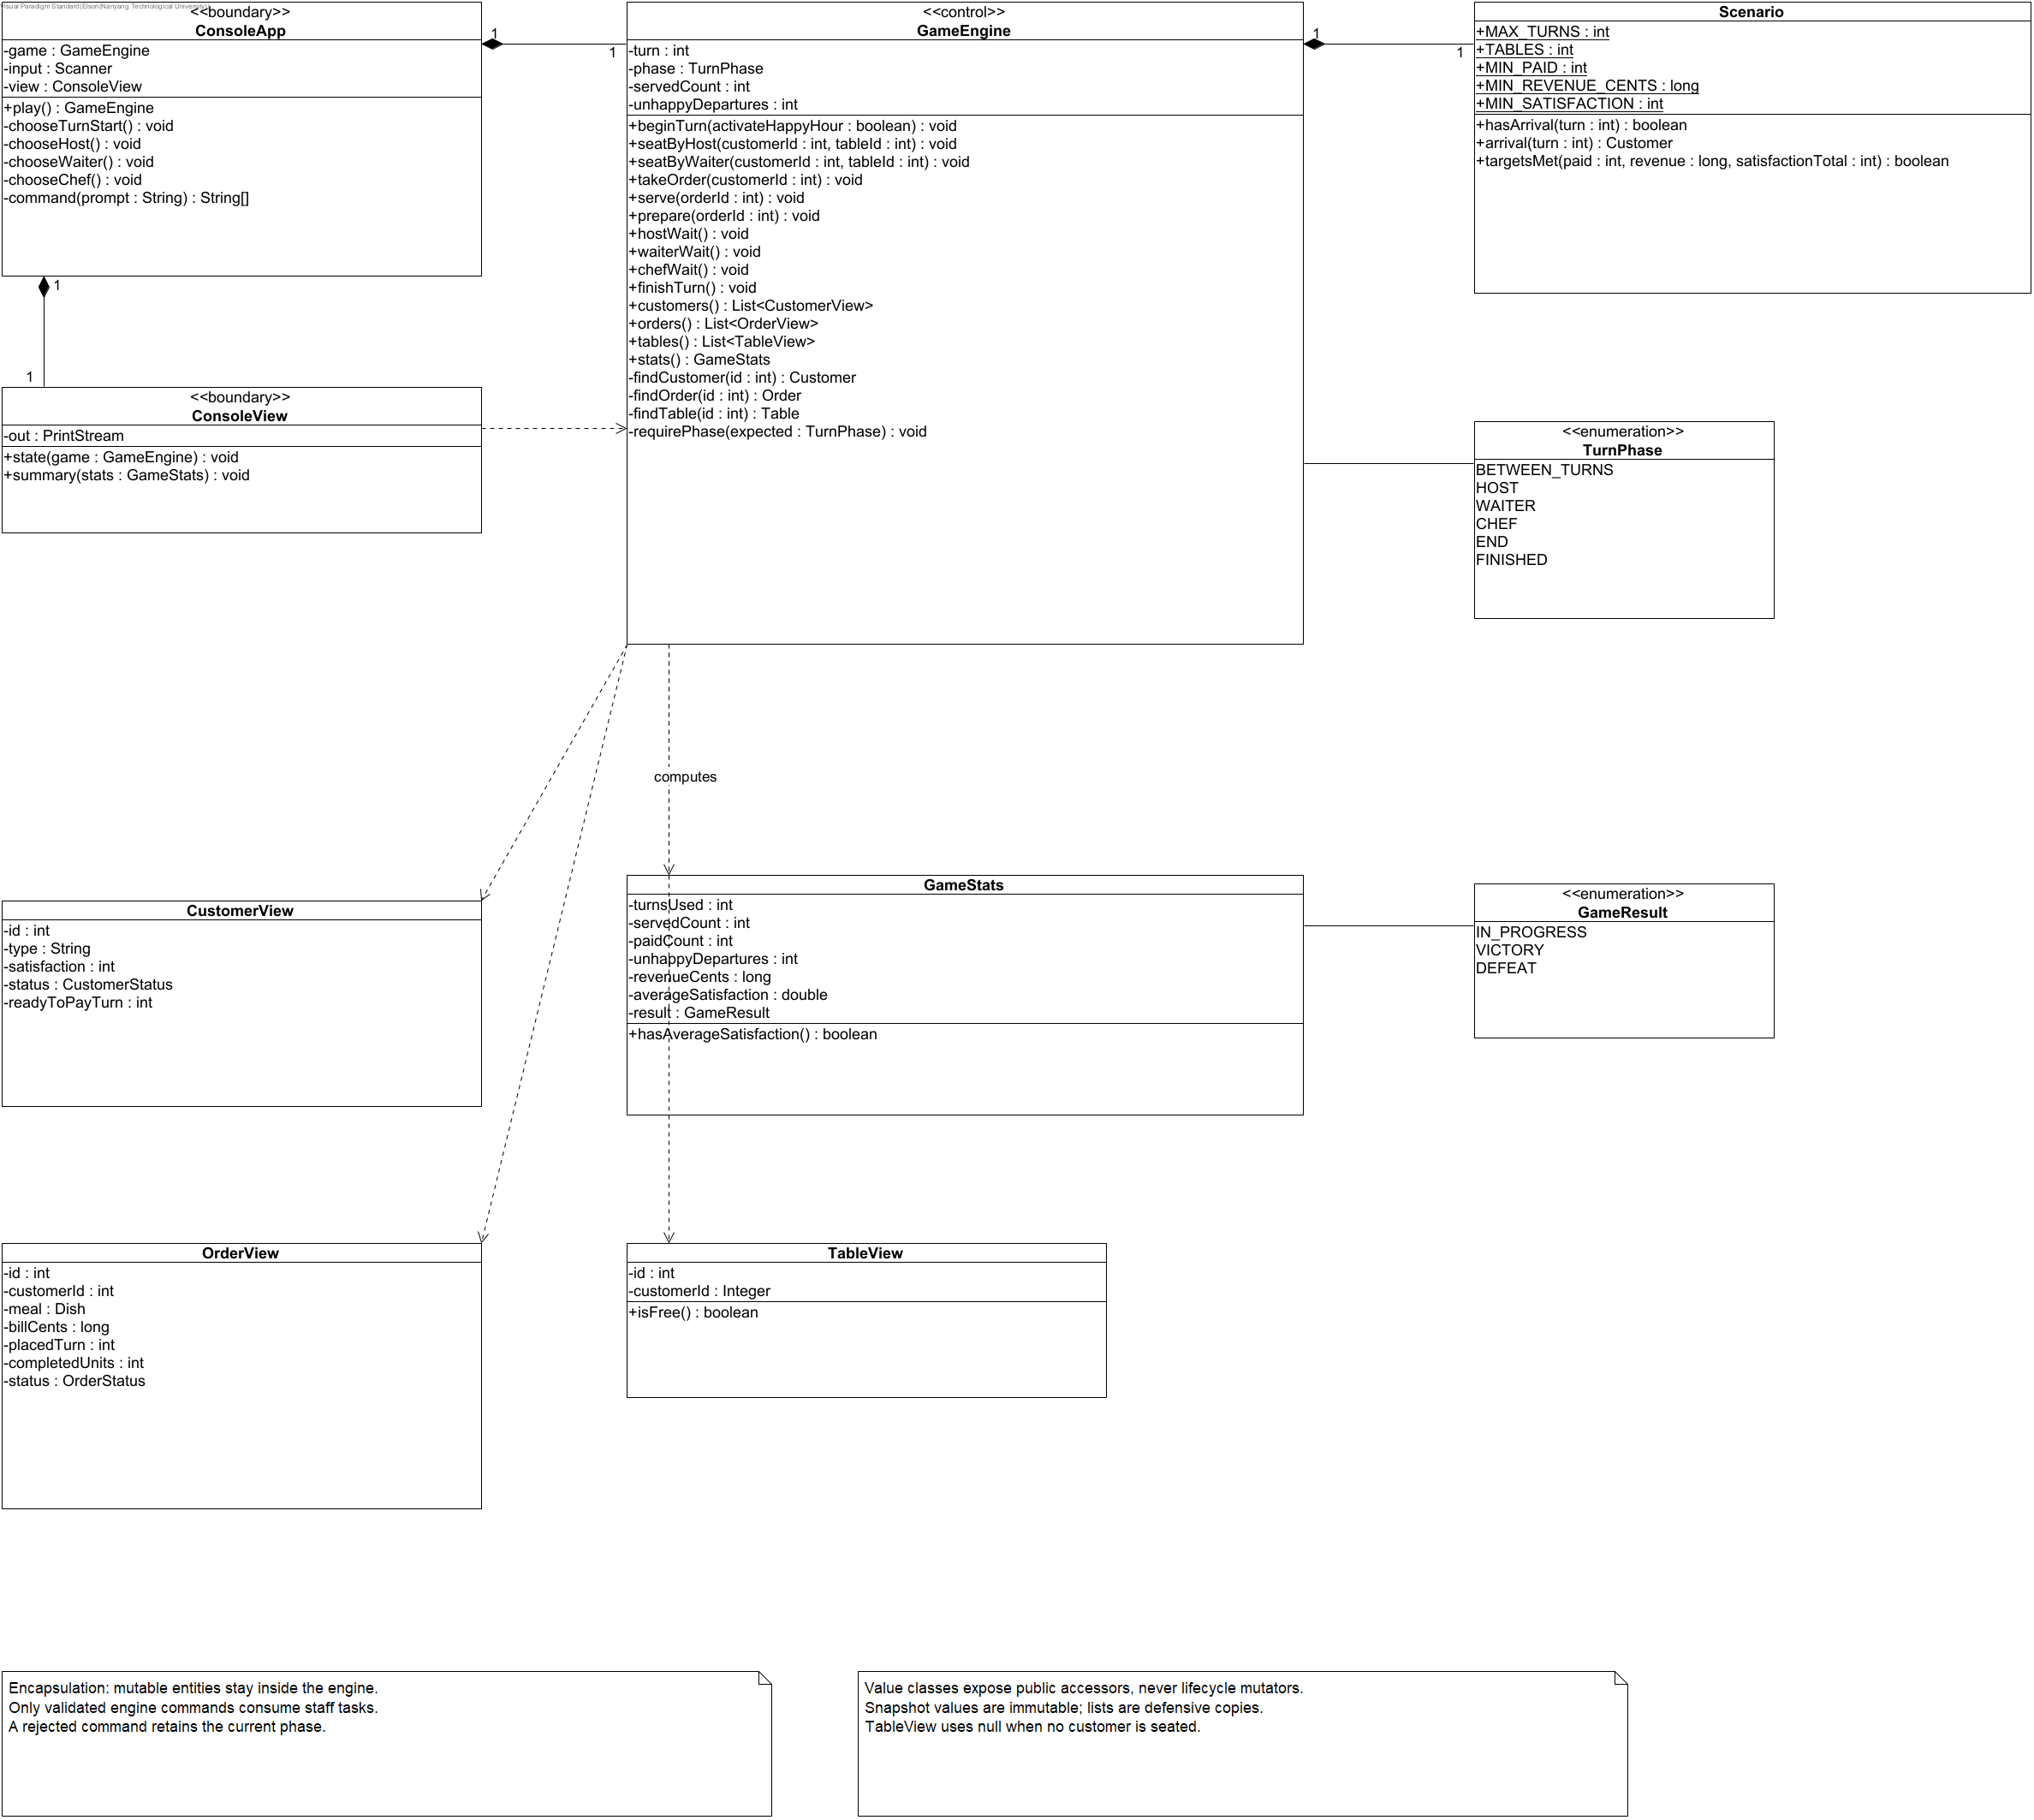 Visual Paradigm Standard(Elson(Nanyang Technological University))
<<boundary>>
ConsoleApp
-game : GameEngine
-input : Scanner
-view : ConsoleView
+play() : GameEngine
-chooseTurnStart() : void
-chooseHost() : void
-chooseWaiter() : void
-chooseChef() : void
-command(prompt : String) : String[]
1
1
<<control>>
GameEngine
-turn : int
-phase : TurnPhase
-servedCount : int
-unhappyDepartures : int
+beginTurn(activateHappyHour : boolean) : void
+seatByHost(customerId : int, tableId : int) : void
+seatByWaiter(customerId : int, tableId : int) : void
+takeOrder(customerId : int) : void
+serve(orderId : int) : void
+prepare(orderId : int) : void
+hostWait() : void
+waiterWait() : void
+chefWait() : void
+finishTurn() : void
+customers() : List<CustomerView>
+orders() : List<OrderView>
+tables() : List<TableView>
+stats() : GameStats
-findCustomer(id : int) : Customer
-findOrder(id : int) : Order
-findTable(id : int) : Table
-requirePhase(expected : TurnPhase) : void
1
1
Scenario
+MAX_TURNS : int
+TABLES : int
+MIN_PAID : int
+MIN_REVENUE_CENTS : long
+MIN_SATISFACTION : int
+hasArrival(turn : int) : boolean
+arrival(turn : int) : Customer
+targetsMet(paid : int, revenue : long, satisfactionTotal : int) : boolean
1
1
<<boundary>>
ConsoleView
-out : PrintStream
+state(game : GameEngine) : void
+summary(stats : GameStats) : void
<<enumeration>>
TurnPhase
BETWEEN_TURNS
HOST
WAITER
CHEF
END
FINISHED
computes
CustomerView
-id : int
-type : String
-satisfaction : int
-status : CustomerStatus
-readyToPayTurn : int
GameStats
-turnsUsed : int
-servedCount : int
-paidCount : int
-unhappyDepartures : int
-revenueCents : long
-averageSatisfaction : double
-result : GameResult
+hasAverageSatisfaction() : boolean
<<enumeration>>
GameResult
IN_PROGRESS
VICTORY
DEFEAT
OrderView
-id : int
-customerId : int
-meal : Dish
-billCents : long
-placedTurn : int
-completedUnits : int
-status : OrderStatus
TableView
-id : int
-customerId : Integer
+isFree() : boolean
Encapsulation: mutable entities stay inside the engine.
Only validated engine commands consume staff tasks.
A rejected command retains the current phase.
Value classes expose public accessors, never lifecycle mutators.
Snapshot values are immutable; lists are defensive copies.
TableView uses null when no customer is seated.